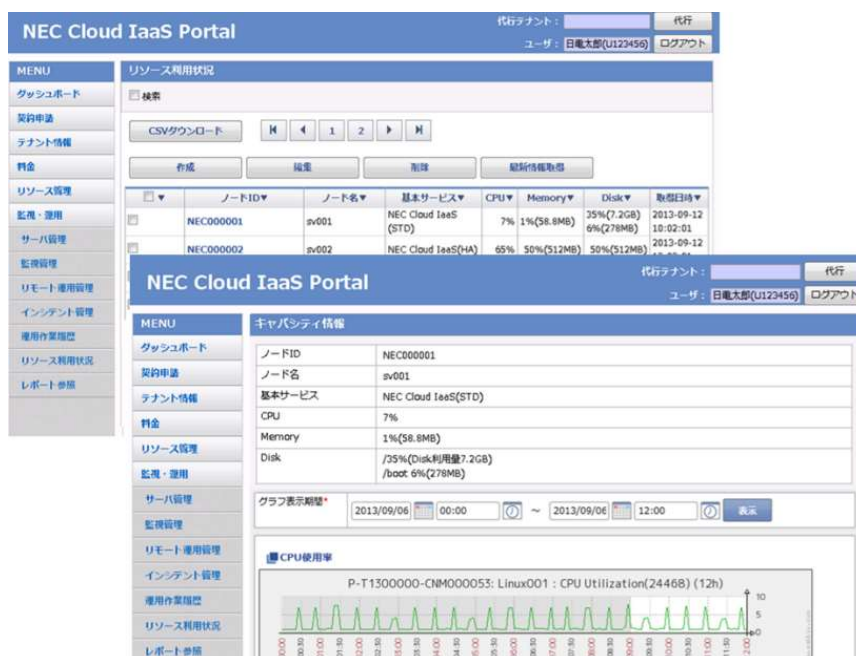 NEC Cloud IaaS Portal
代行テナント：
代行
ユーザ： 日電太郎(U123456) ログアウト
MENU
ダッシュボード
契約申請
テナント情報
料金
リソース管理
監視・運用
サーバ管理
監視管理
リモート運用管理
インシデント管理
運用作業履歴
リソース利用状況
レポート参照
リソース利用状況
検索
CSVダウンロード 1 2
作成 編集 削除 最新情報取得
▼ ノードID▼ ノード名▼ 基本サービス▼ CPU▼ Memory▼ Disk▼ 取得日時▼
NEC000001 sv001 NEC Cloud IaaS (STD) 7% 1%(58.8MB) 35%(7.2GB) 6%(278MB) 2013-09-12 10:02:01
NEC000002 sv002 NEC Cloud IaaS(HA) 65% 50%(512MB) 50%(512MB) 2013-09-12
NEC Cloud IaaS Portal
代行テナント：
代行
ユーザ： 日電太郎(U123456) ログアウト
MENU
ダッシュボード
契約申請
テナント情報
料金
リソース管理
監視・運用
サーバ管理
監視管理
リモート運用管理
インシデント管理
運用作業履歴
リソース利用状況
レポート参照
キャパシティ情報
ノードID NEC000001
ノード名 sv001
基本サービス NEC Cloud IaaS(STD)
CPU 7%
Memory 1%(58.8MB)
Disk /35%(Disk利用量7.2GB)
/boot 6%(278MB)
グラフ表示期間* 2013/09/06 00:00 ～ 2013/09/06 12:00 表示
CPU使用率
P-T1300000-CNM000053: Linux001 : CPU Utilization(24468) (12h)
10
5
0